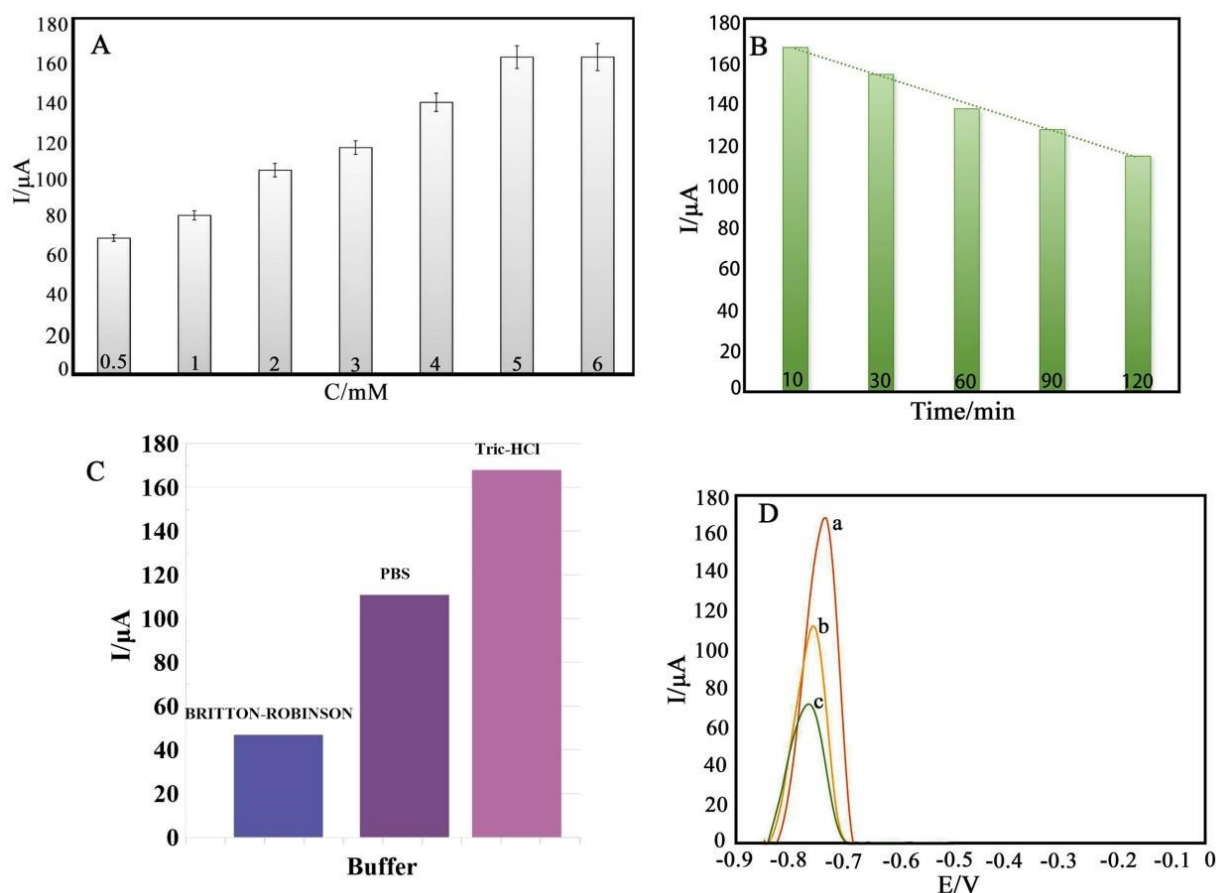 A
I/μA
180
160
140
120
100
80
60
40
20
0
0.5 1 2 3 4 5 6
C/mM
B
I/μA
180
160
140
120
100
80
60
40
20
0
10 30 60 90 120
Time/min
C
I/μA
180
160
140
120
100
80
60
40
20
0
BRITTON-ROBINSON
PBS
Tric-HCl
Buffer
D
I/μA
180
160
140
120
100
80
60
40
20
0
a
b
c
-0.9 -0.8 -0.7 -0.6 -0.5 -0.4 -0.3 -0.2 -0.1 0
E/V